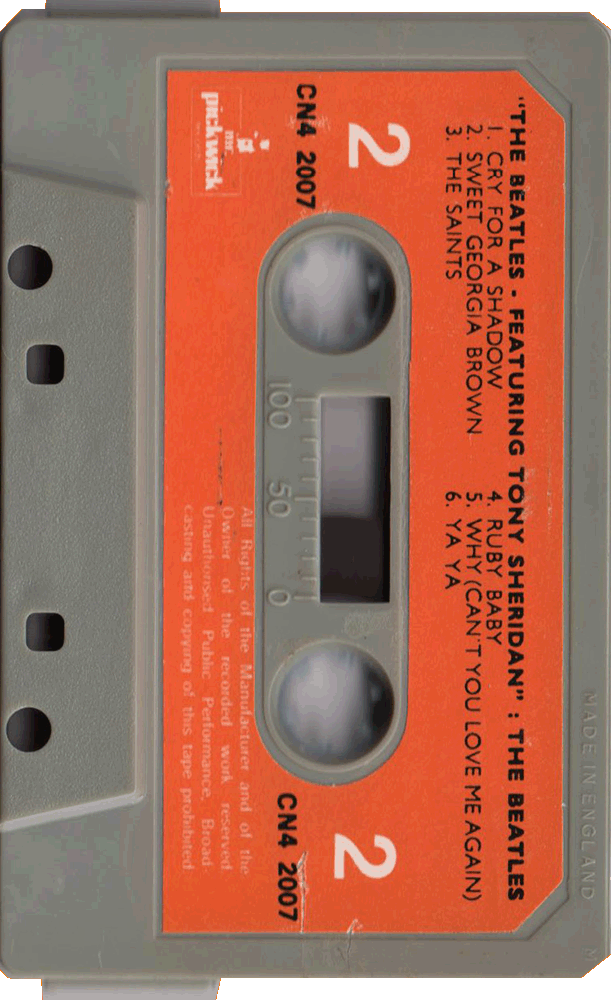 "THE BEATLES - FEATURING TONY SHERIDAN" : THE BEATLES
1. CRY FOR A SHADOW
2. SWEET GEORGIA BROWN
3. THE SAINTS
4. RUBY BABY
5. WHY (CAN'T YOU LOVE ME AGAIN)
6. YA YA
2
2
CN4 2007
CN4 2007
100 50 0
mr.
pickwick
All Rights of the Manufacturer and of the
Owner of the recorded work reserved
Unauthorised Public Performance, Broad
casting and copying of this tape prohibited
MADE IN ENGLAND